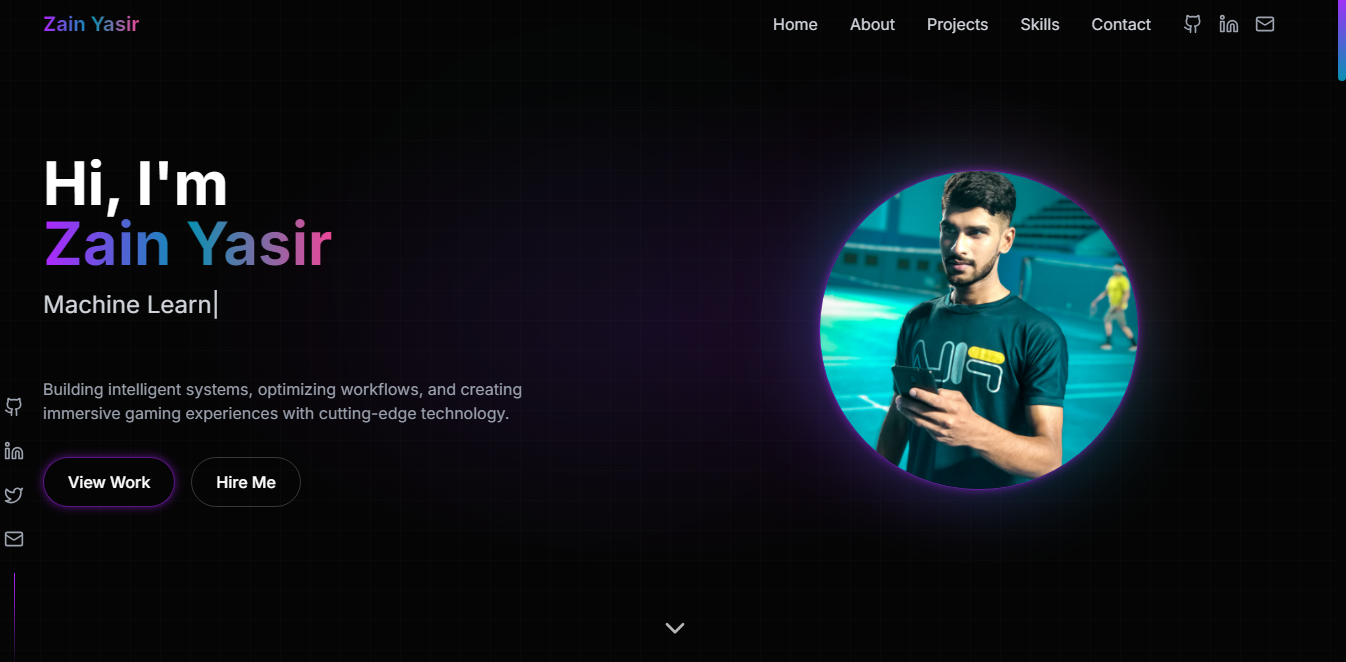 Zain Yasir
Home About Projects Skills Contact
Hi, I'm
Zain Yasir
Machine Learn
Building intelligent systems, optimizing workflows, and creating
immersive gaming experiences with cutting-edge technology.
View Work Hire Me